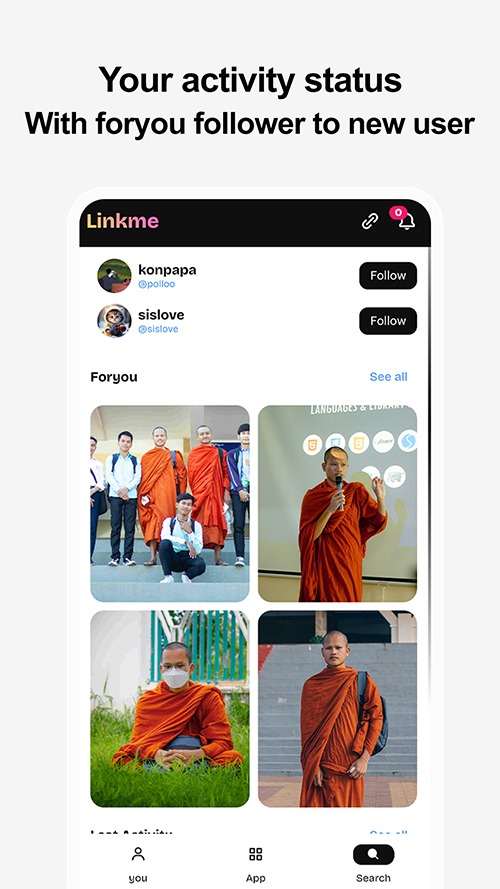 Your activity status
With foryou follower to new user
Linkme
0
konpapa
@polloo
Follow
sislove
@sislove
Follow
Foryou
See all
LANGUAGES & LIBRARY
jQuery
Last Activity
See all
you
App
Search